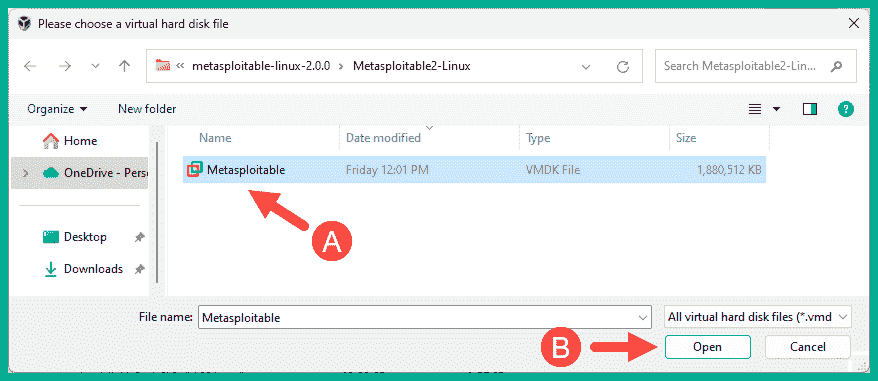 Please choose a virtual hard disk file
« metasploitable-linux-2.0.0 > Metasploitable2-Linux
Search Metasploitable2-Lin...
Organize New folder
Name Date modified Type Size
Home
OneDrive - Pers
Metasploitable Friday 12:01 PM VMDK File 1,880,512 KB
A
Desktop
Downloads
File name: Metasploitable All virtual hard disk files (*.vmd
B Open Cancel